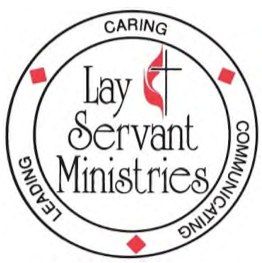 CARING
Lay
Servant
Ministries
LEADING
COMMUNICATING